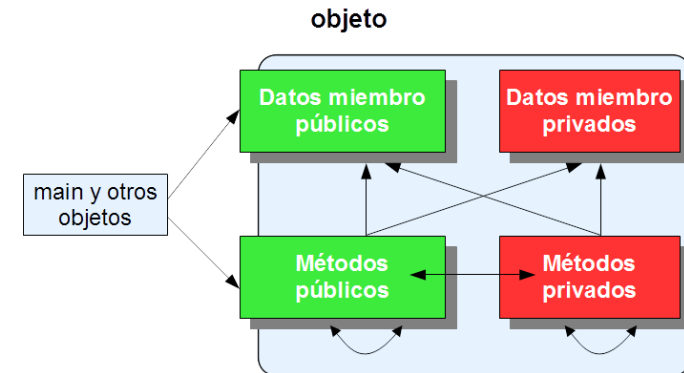 objeto
Datos miembro
públicos
Datos miembro
privados
main y otros
objetos
Métodos
públicos
Métodos
privados